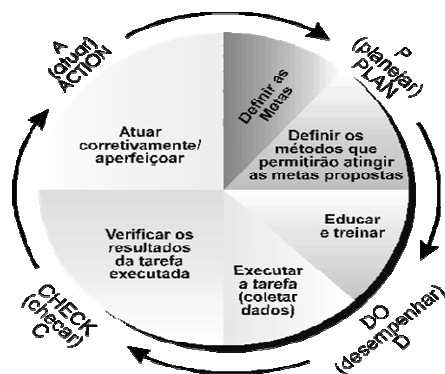 A
(atuar)
ACTION
P
(planejar)
PLAN
Definir as
Metas
Definir os
métodos que
permitirão atingir
as metas propostas
Educar
e treinar
DO
(desempenhar)
D
Executar
a tarefa
(coletar
dados)
CHECK
(checar)
C
Verificar os
resultados
da tarefa
executada
Atuar
corretivamente/
aperfeiçoar